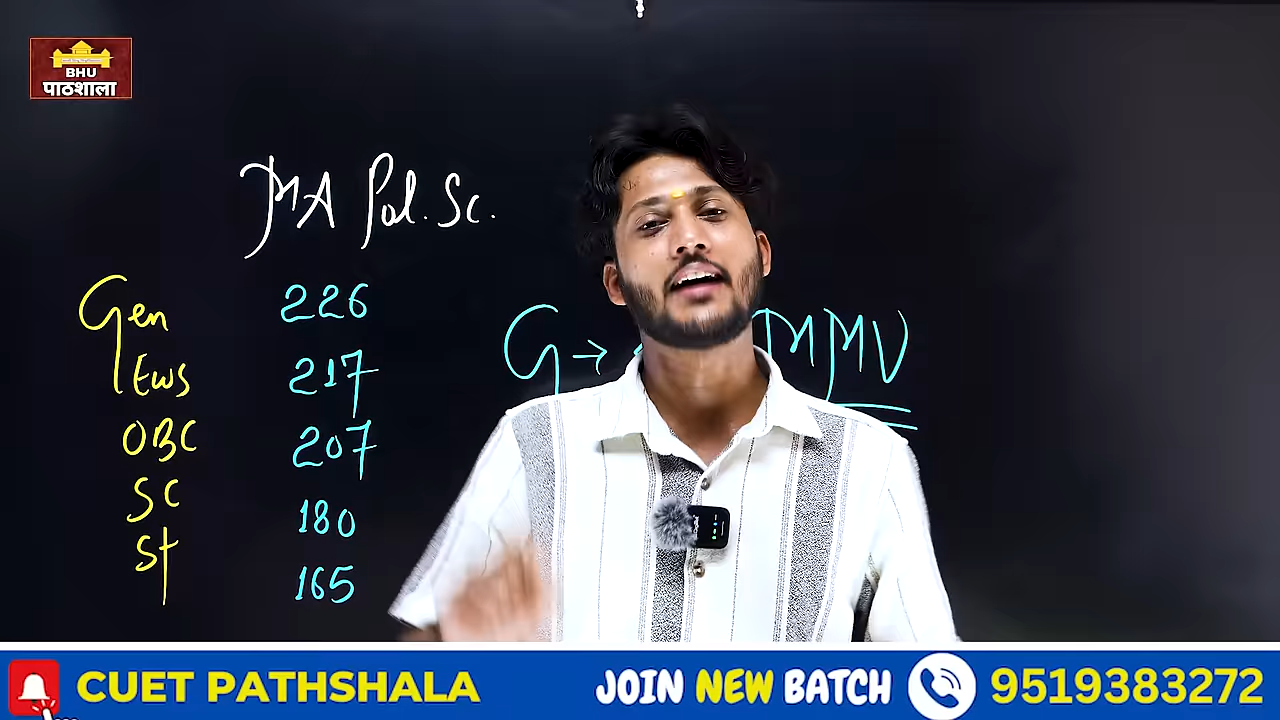 BHU
पाठशाला
MA Pol. Sc.
Gen 226
EWS 217
OBC 207
SC 180
ST 165
G → MMV
CUET PATHSHALA
JOIN NEW BATCH
9519383272